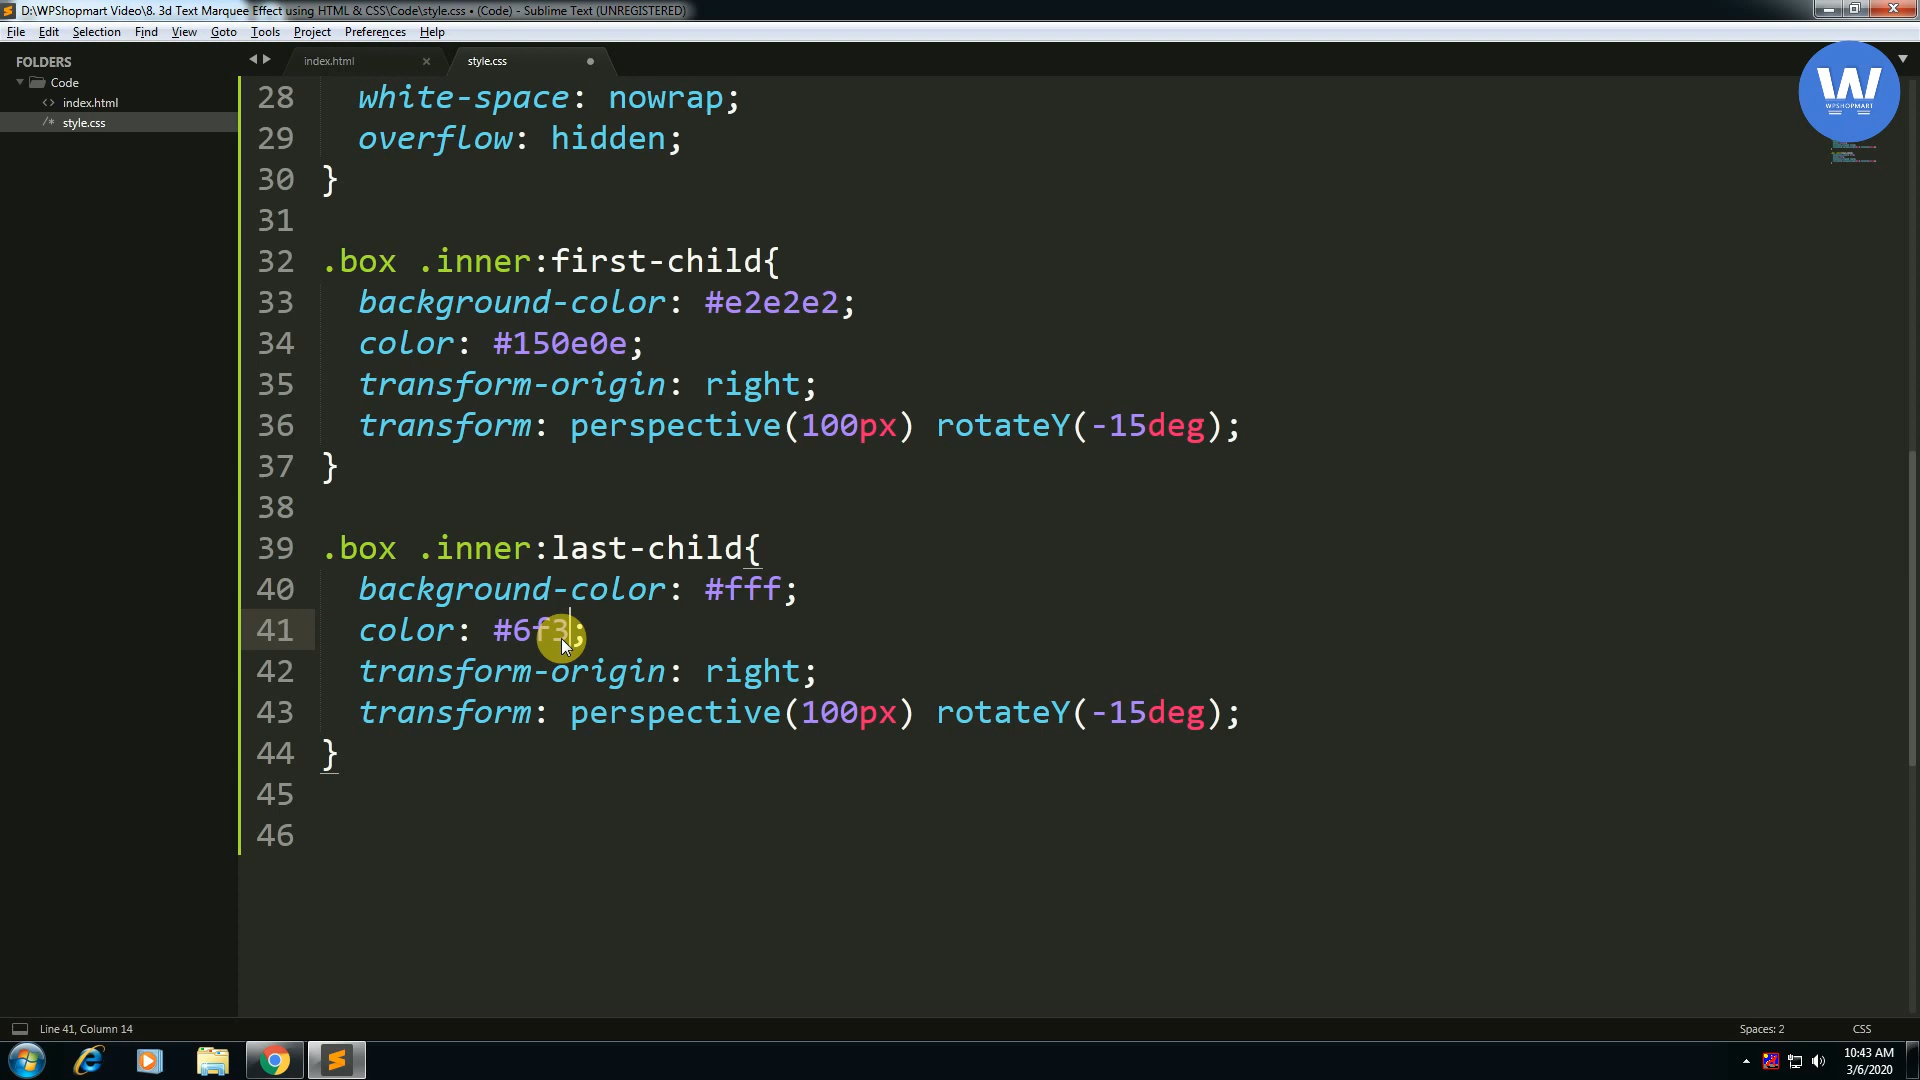 D:\WPShopmart Video\8. 3d Text Marquee Effect using HTML & CSS\Code\style.css • (Code) - Sublime Text (UNREGISTERED)
File Edit Selection Find View Goto Tools Project Preferences Help
FOLDERS
Code
<> index.html
/* style.css
index.html
style.css
W
WPSHOPMART
28 white-space: nowrap;
29 overflow: hidden;
30 }
31
32 .box .inner:first-child{
33 background-color: #e2e2e2;
34 color: #150e0e;
35 transform-origin: right;
36 transform: perspective(100px) rotateY(-15deg);
37 }
38
39 .box .inner:last-child{
40 background-color: #fff;
41 color: #6f3;
42 transform-origin: right;
43 transform: perspective(100px) rotateY(-15deg);
44 }
45
46
Line 41, Column 14
Spaces: 2
CSS
10:43 AM
3/6/2020